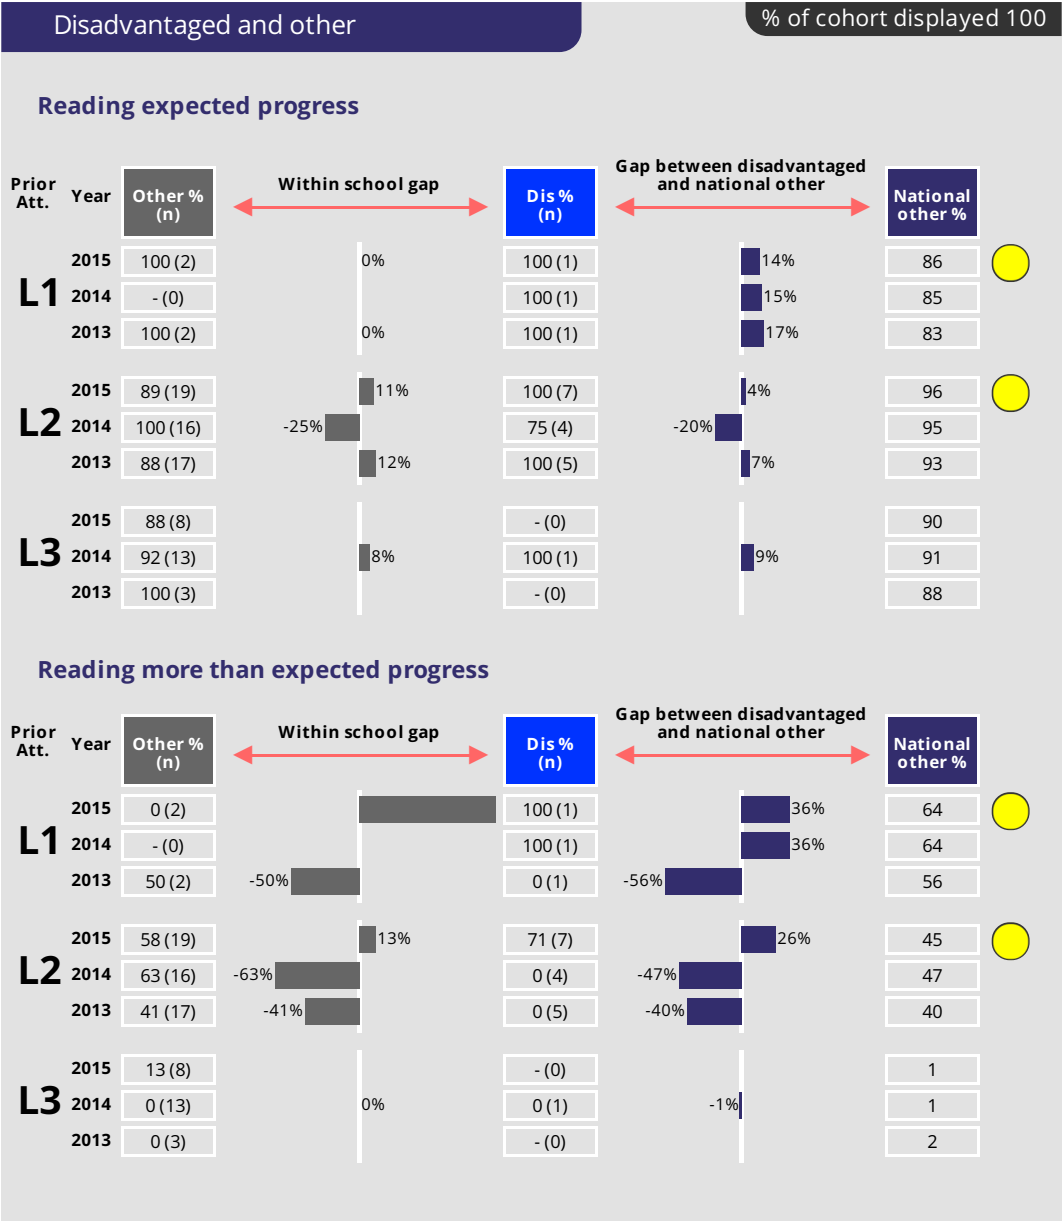 Disadvantaged and other
% of cohort displayed 100
Reading expected progress
Prior Att.
Year
Other % (n)
Within school gap
Dis % (n)
Gap between disadvantaged and national other
National other %
L1
2015 100 (2) 0% 100 (1) 14% 86
2014 - (0) 100 (1) 15% 85
2013 100 (2) 0% 100 (1) 17% 83
L2
2015 89 (19) 11% 100 (7) 4% 96
2014 100 (16) -25% 75 (4) -20% 95
2013 88 (17) 12% 100 (5) 7% 93
L3
2015 88 (8) - (0) 90
2014 92 (13) 8% 100 (1) 9% 91
2013 100 (3) - (0) 88
Reading more than expected progress
Prior Att.
Year
Other % (n)
Within school gap
Dis % (n)
Gap between disadvantaged and national other
National other %
L1
2015 0 (2) 100 (1) 36% 64
2014 - (0) 100 (1) 36% 64
2013 50 (2) -50% 0 (1) -56% 56
L2
2015 58 (19) 13% 71 (7) 26% 45
2014 63 (16) -63% 0 (4) -47% 47
2013 41 (17) -41% 0 (5) -40% 40
L3
2015 13 (8) - (0) 1
2014 0 (13) 0% 0 (1) -1% 1
2013 0 (3) - (0) 2